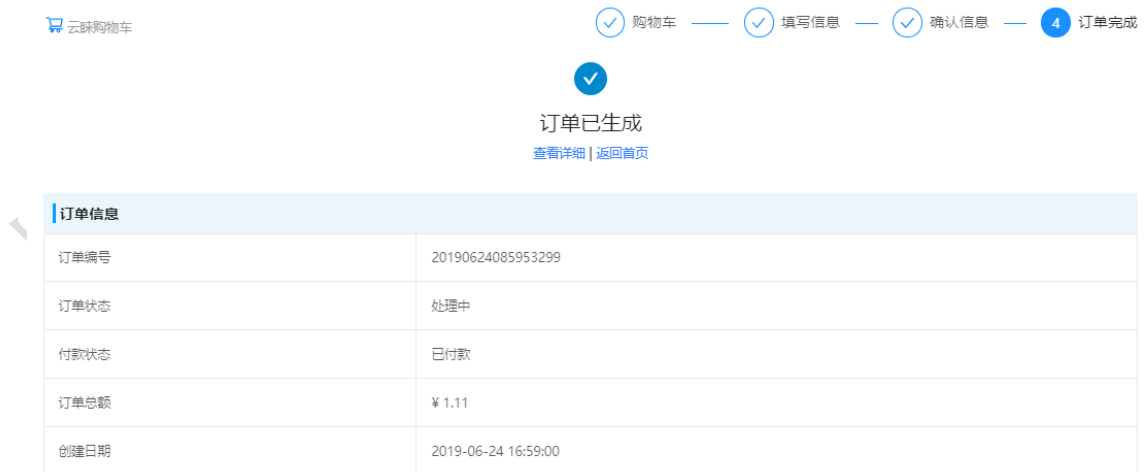 云睐购物车 购物车 填写信息 确认信息 4 订单完成
订单已生成
查看详细 | 返回首页
订单信息
订单编号 20190624085953299
订单状态 处理中
付款状态 已付款
订单总额 ¥ 1.11
创建日期 2019-06-24 16:59:00